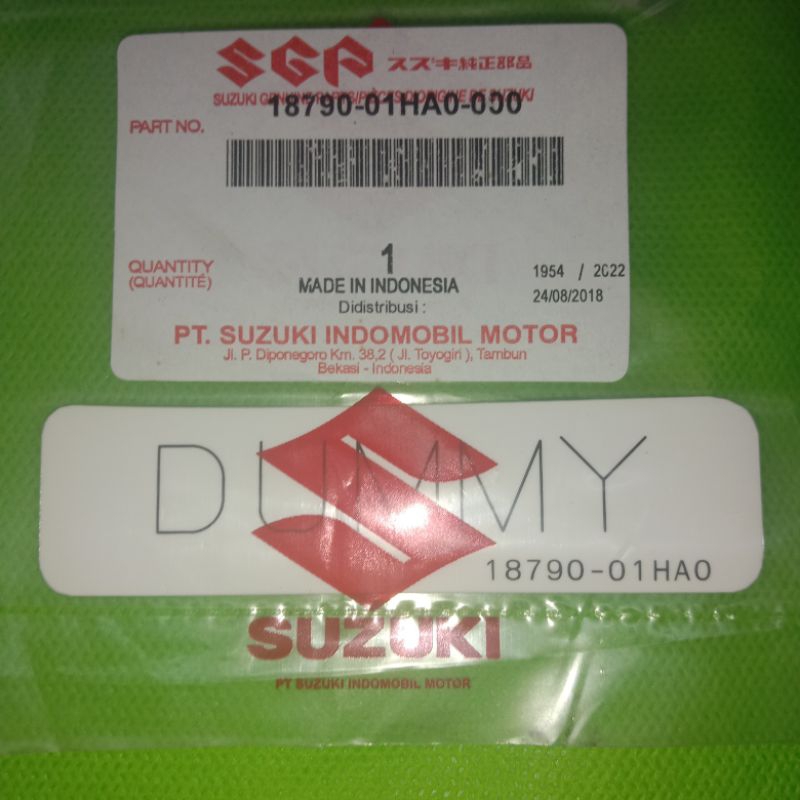 SGP スズキ純正部品
SUZUKI GENUINE PARTS/PIÈCES D'ORIGINE DE SUZUKI
18790-01HA0-000
PART NO.
QUANTITY
(QUANTITÉ)
1
MADE IN INDONESIA
1954 / 2022
24/08/2018
Didistribusi :
PT. SUZUKI INDOMOBIL MOTOR
Jl. P. Diponegoro Km. 38,2 ( Jl. Toyogiri ), Tambun
Bekasi - Indonesia
DUMMY
18790-01HA0
SUZUKI
PT SUZUKI INDOMOBIL MOTOR